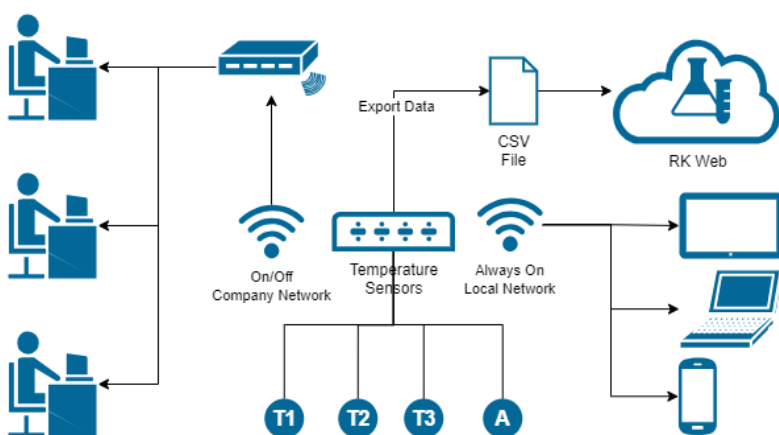 Export Data
CSV
File
RK Web
On/Off
Company Network
Temperature
Sensors
Always On
Local Network
T1
T2
T3
A